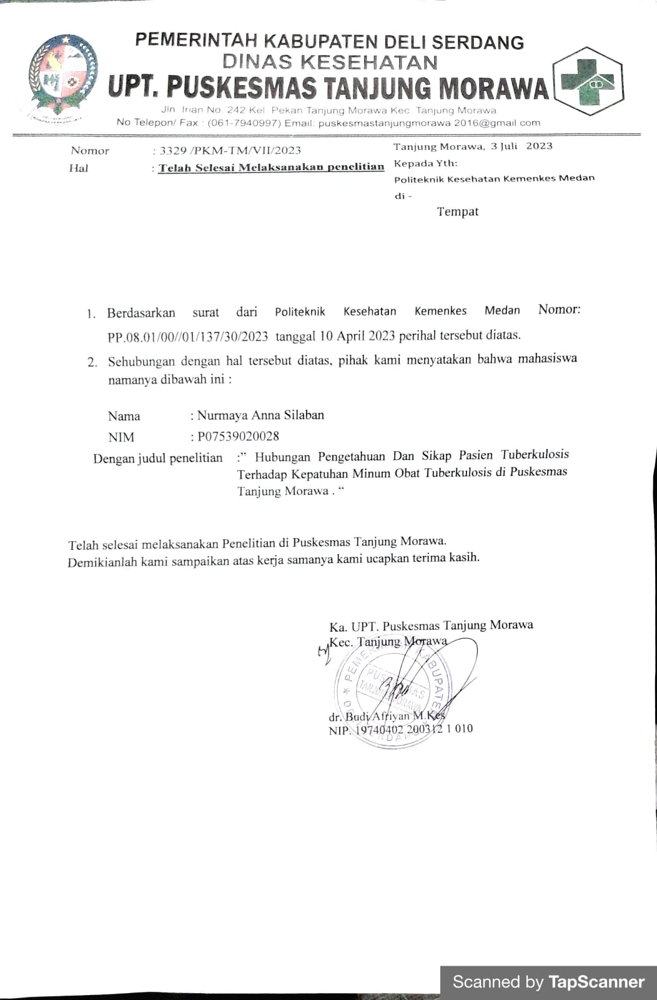 PEMERINTAH KABUPATEN DELI SERDANG
DINAS KESEHATAN
UPT. PUSKESMAS TANJUNG MORAWA
Jln Irian No. 242 Kel Pekan Tanjung Morawa Kec. Tanjung Morawa
No Telepon/ Fax : (061-7940997) Email: puskesmastanjungmorawa 2016@gmail com
Nomor : 3329 /PKM-TM/VII/2023
Hal : Telah Selesai Melaksanakan penelitian
Tanjung Morawa, 3 Juli 2023
Kepada Yth:
Politeknik Kesehatan Kemenkes Medan
di -
Tempat
1. Berdasarkan surat dari Politeknik Kesehatan Kemenkes Medan Nomor:
PP.08.01/00//01/137/30/2023 tanggal 10 April 2023 perihal tersebut diatas.
2. Sehubungan dengan hal tersebut diatas, pihak kami menyatakan bahwa mahasiswa
namanya dibawah ini :
Nama : Nurmaya Anna Silaban
NIM : P07539020028
Dengan judul penelitian :” Hubungan Pengetahuan Dan Sikap Pasien Tuberkulosis
Terhadap Kepatuhan Minum Obat Tuberkulosis di Puskesmas
Tanjung Morawa . “
Telah selesai melaksanakan Penelitian di Puskesmas Tanjung Morawa.
Demikianlah kami sampaikan atas kerja samanya kami ucapkan terima kasih.
Ka. UPT. Puskesmas Tanjung Morawa
Kec. Tanjung Morawa
PEMERINTAH KABUPATEN
PUSKESMAS
TANJUNG MORAWA
DELI SERDANG
dr. Budi Afriyan M.Kes
NIP. 19740402 200312 1 010
Scanned by TapScanner